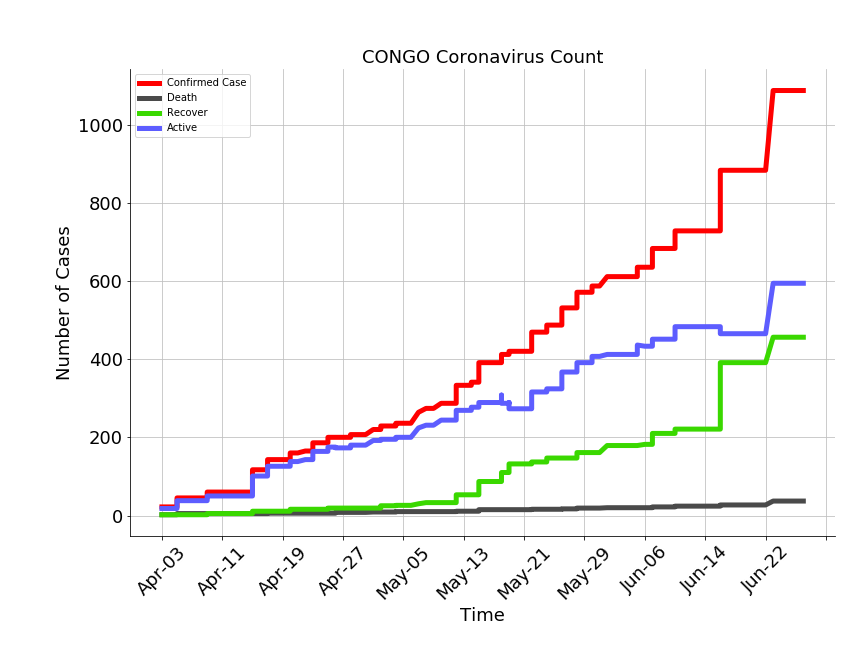 CONGO Coronavirus Count
Confirmed Case
Death
Recover
Active
1000
800
600
400
200
0
Number of Cases
Apr-03
Apr-11
Apr-19
Apr-27
May-05
May-13
May-21
May-29
Jun-06
Jun-14
Jun-22
Time